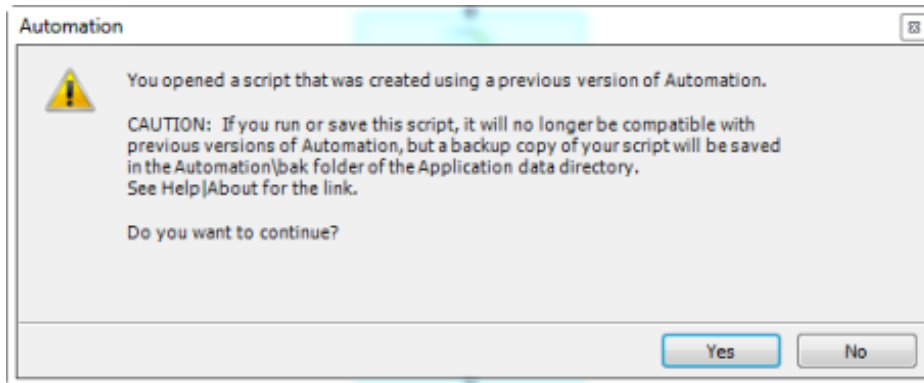 Automation
You opened a script that was created using a previous version of Automation.
CAUTION: If you run or save this script, it will no longer be compatible with
previous versions of Automation, but a backup copy of your script will be saved
in the Automation\bak folder of the Application data directory.
See Help|About for the link.
Do you want to continue?
Yes No